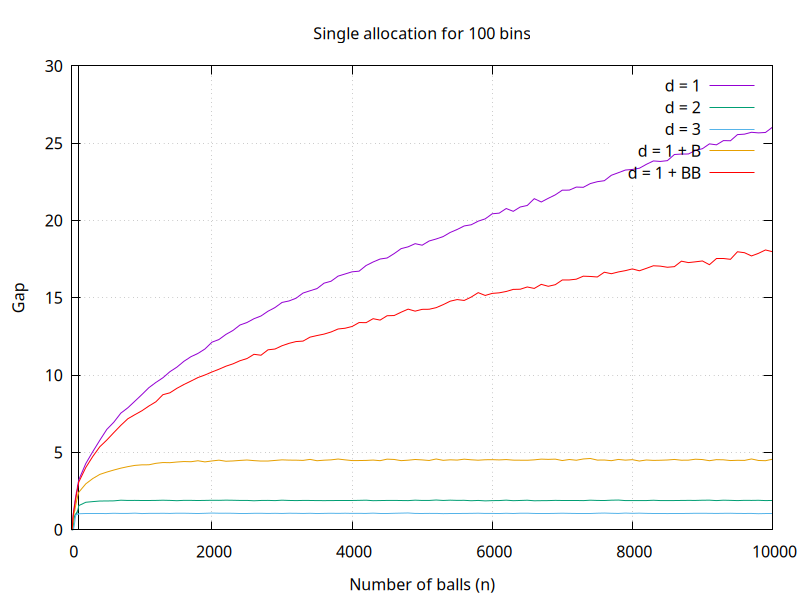 Single allocation for 100 bins
30
25
20
15
10
5
0
Gap
d = 1
d = 2
d = 3
d = 1 + B
d = 1 + BB
0 2000 4000 6000 8000 10000
Number of balls (n)